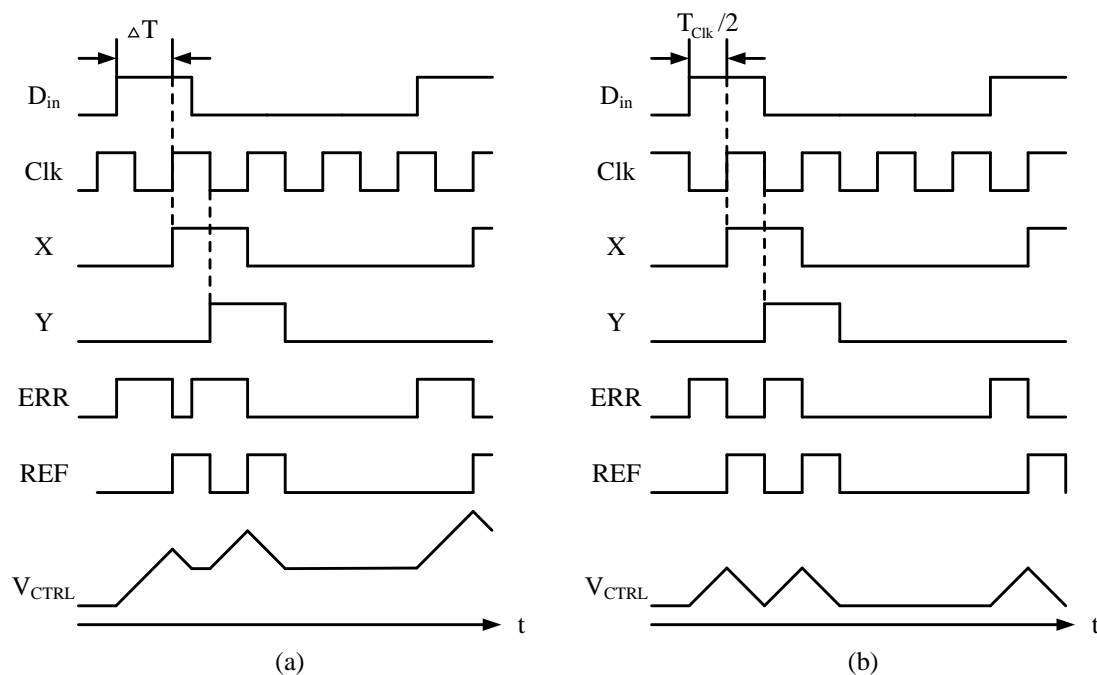 △T
D_in
Clk
X
Y
ERR
REF
V_CTRL
t
(a)
T_Clk/2
D_in
Clk
X
Y
ERR
REF
V_CTRL
t
(b)